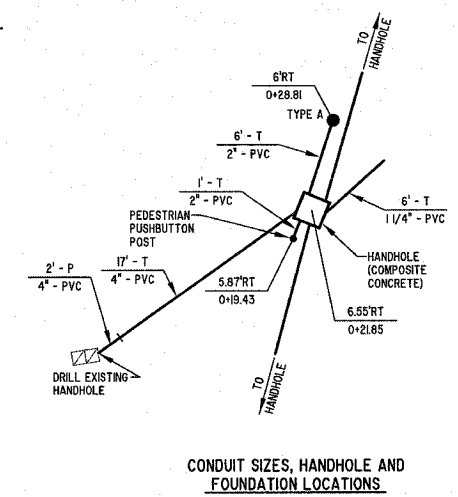 TO
HANDHOLE
6'RT
0+28.81
TYPE A
6' - T
2" - PVC
1' - T
2" - PVC
6' - T
1 1/4" - PVC
PEDESTRIAN
PUSHBUTTON
POST
HANDHOLE
(COMPOSITE
CONCRETE)
17' - T
4" - PVC
2' - P
4" - PVC
5.87'RT
0+19.43
6.55'RT
0+21.85
DRILL EXISTING
HANDHOLE
TO
HANDHOLE
CONDUIT SIZES, HANDHOLE AND
FOUNDATION LOCATIONS